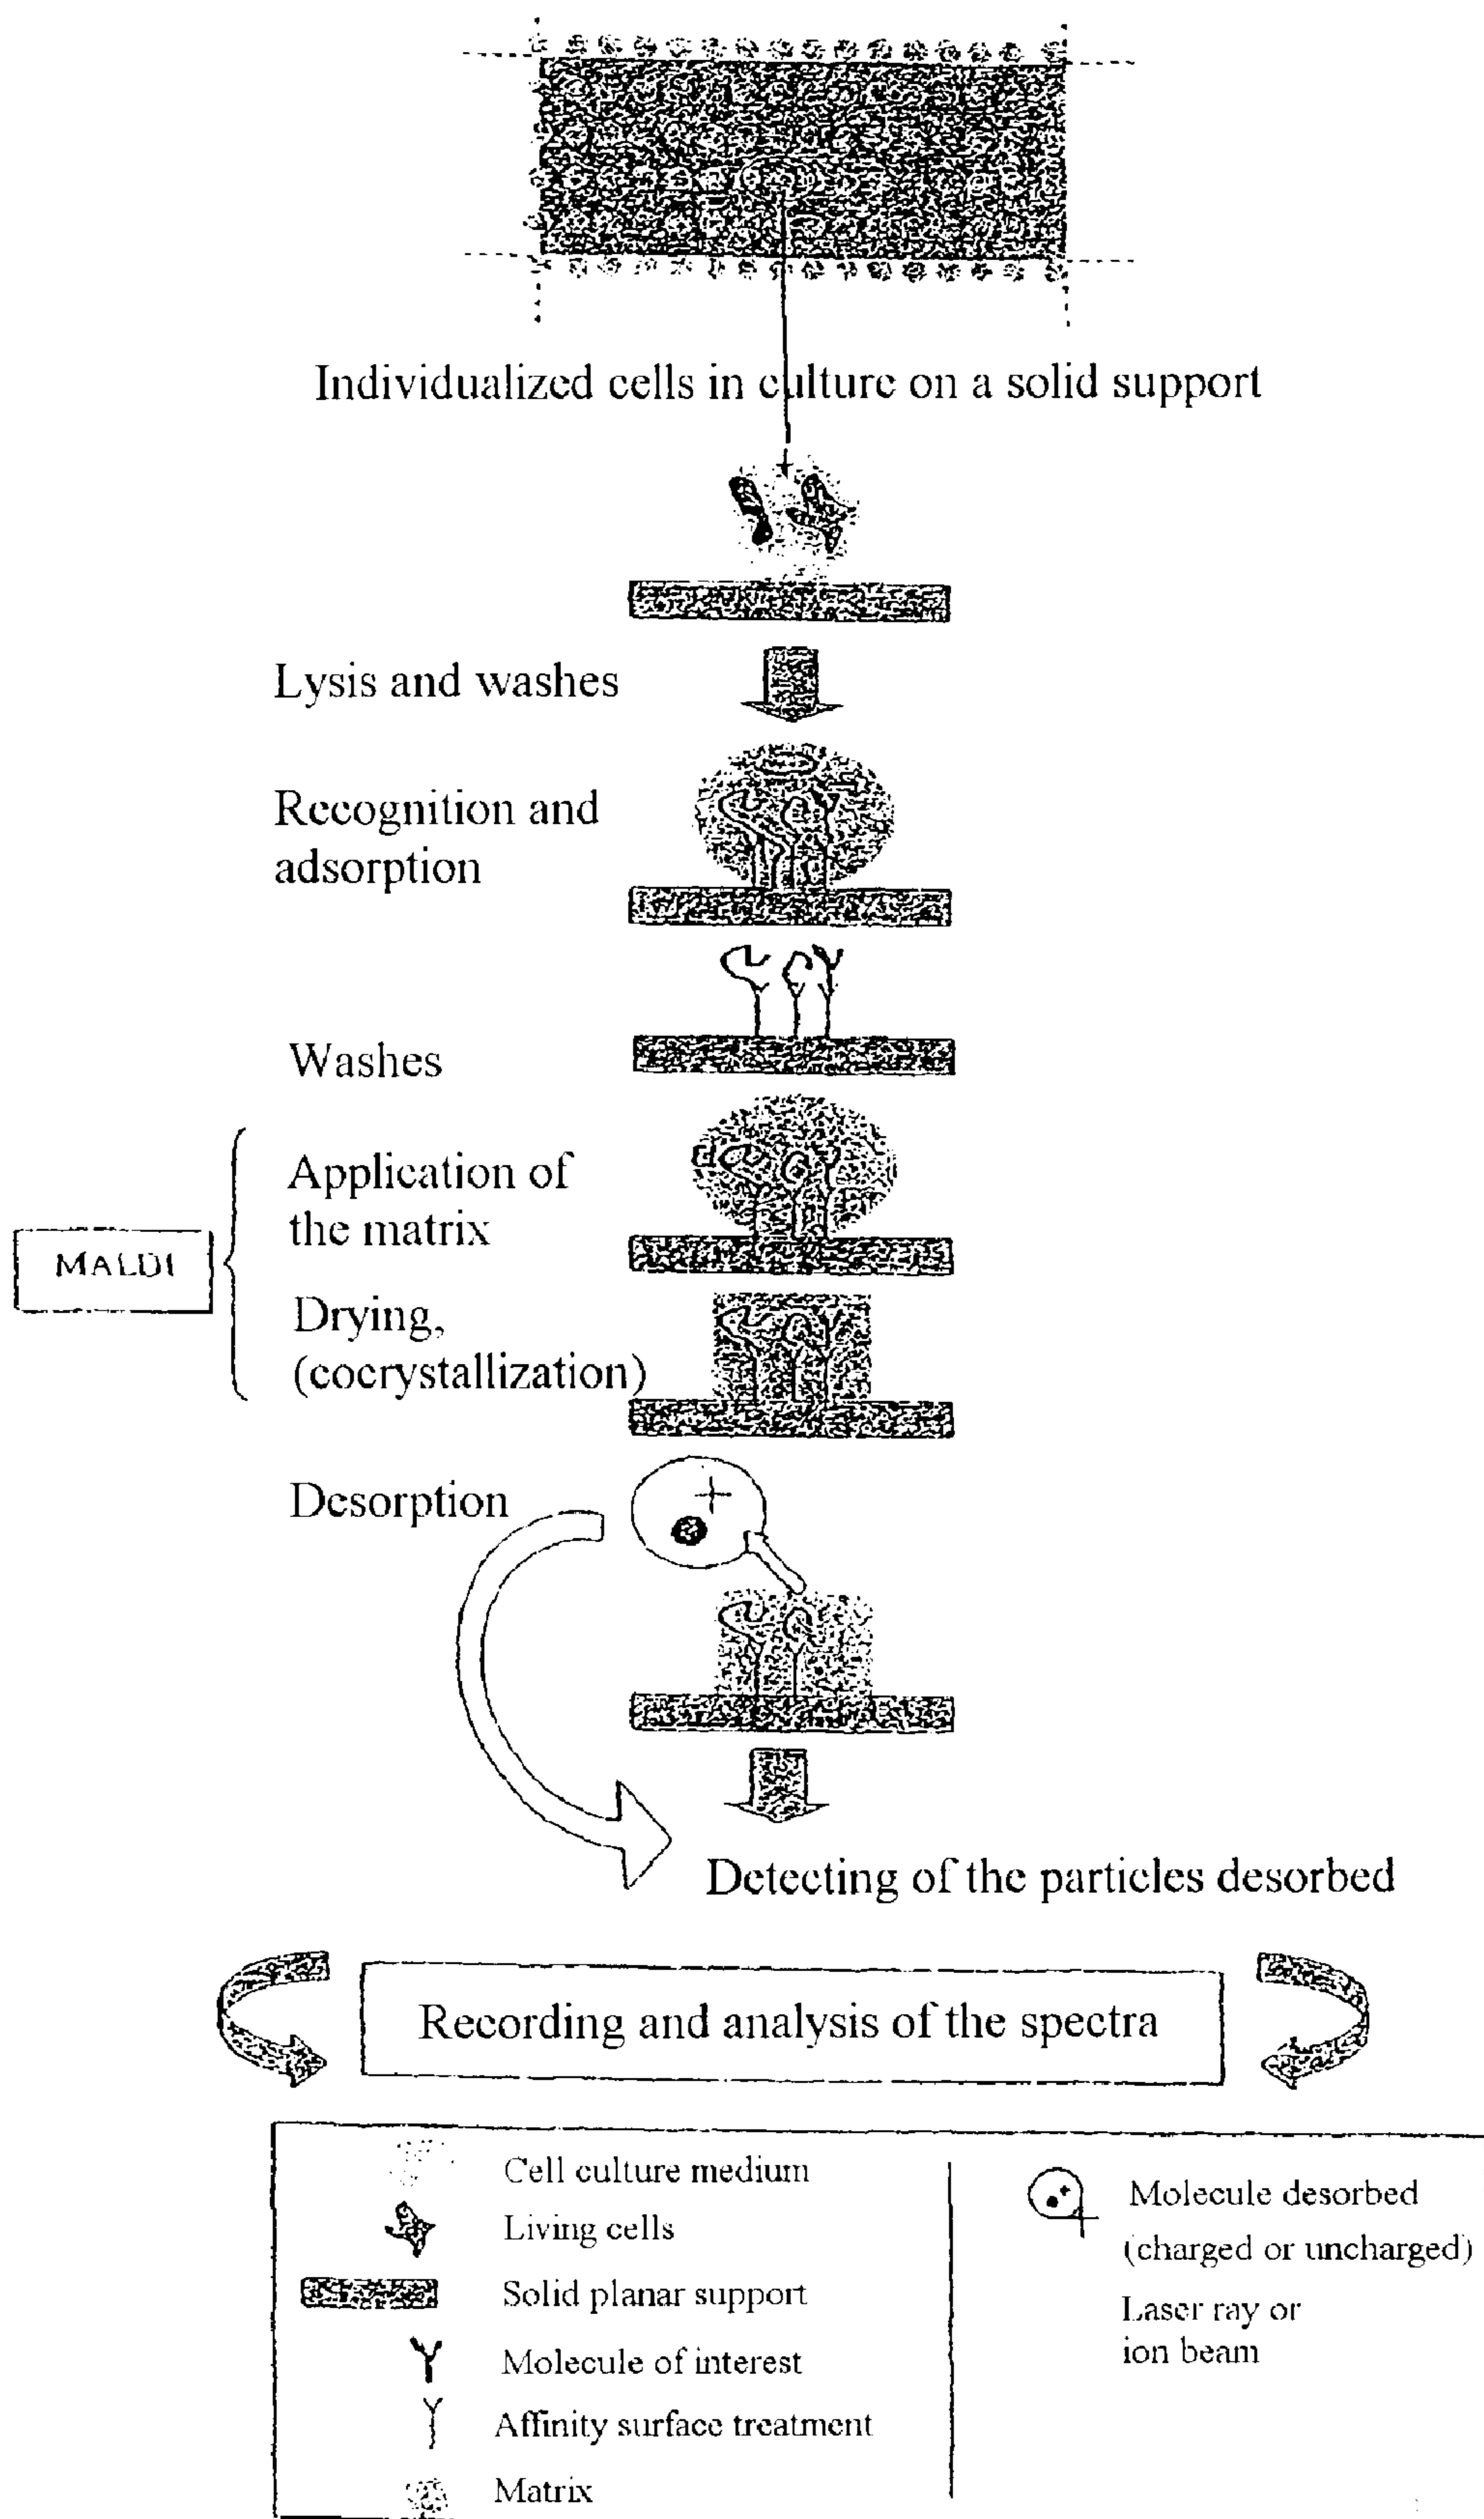 Individualized cells in culture on a solid support
Lysis and washes
Recognition and
adsorption
Washes
Application of
the matrix
MALDI
Drying,
(cocrystallization)
Desorption
Detecting of the particles desorbed
Recording and analysis of the spectra
Cell culture medium
Living cells
Solid planar support
Molecule of interest
Affinity surface treatment
Matrix
Molecule desorbed
(charged or uncharged)
Laser ray or
ion beam